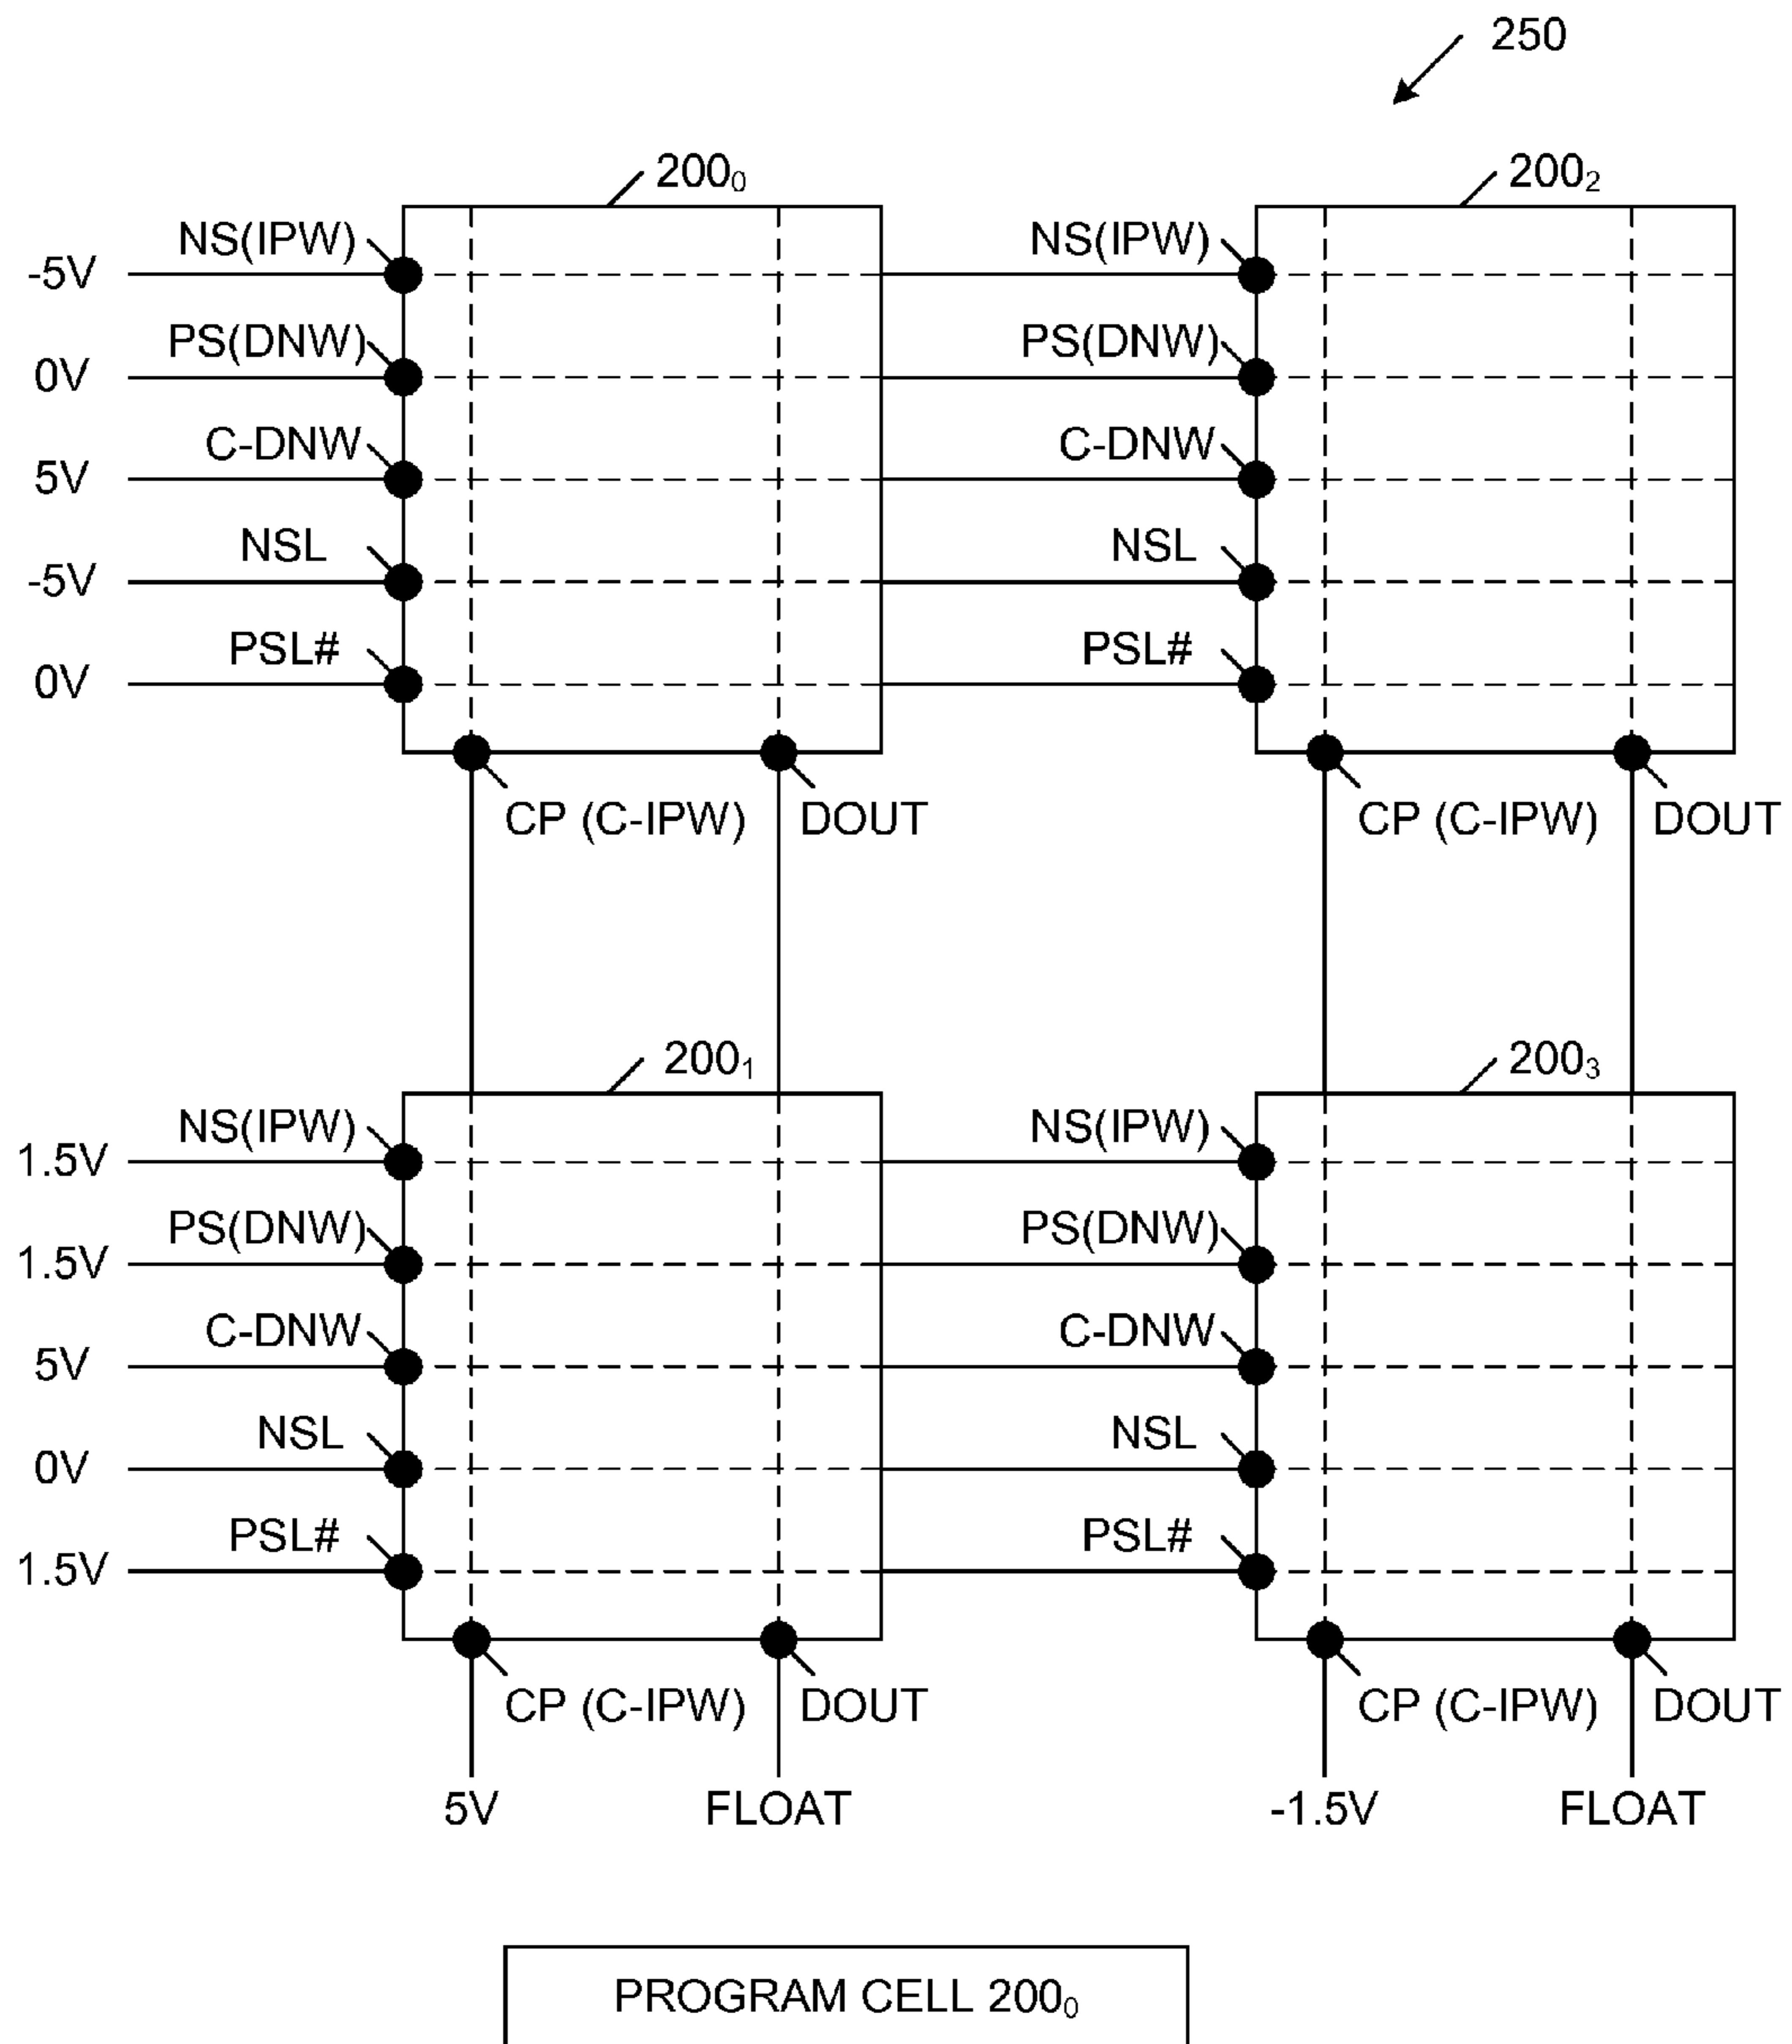 250
200₀ 200₂
NS(IPW) NS(IPW)
-5V
PS(DNW) PS(DNW)
0V
C-DNW C-DNW
5V
NSL NSL
-5V
PSL# PSL#
0V
CP (C-IPW) DOUT CP (C-IPW) DOUT
200₁ 200₃
NS(IPW) NS(IPW)
1.5V
PS(DNW) PS(DNW)
1.5V
C-DNW C-DNW
5V
NSL NSL
0V
PSL# PSL#
1.5V
CP (C-IPW) DOUT CP (C-IPW) DOUT
5V FLOAT -1.5V FLOAT
PROGRAM CELL 200₀